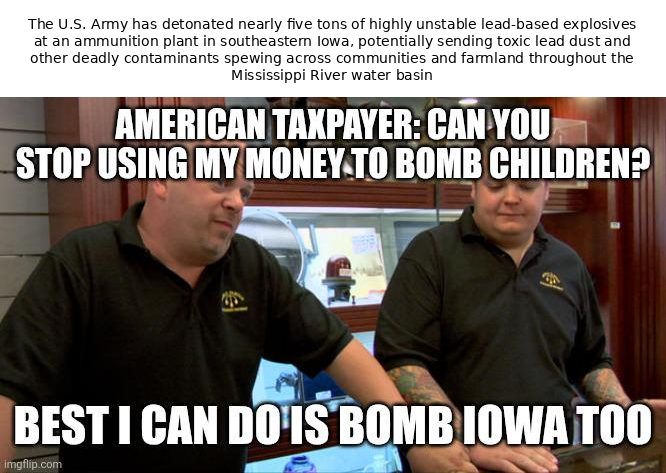 The U.S. Army has detonated nearly five tons of highly unstable lead-based explosives
at an ammunition plant in southeastern Iowa, potentially sending toxic lead dust and
other deadly contaminants spewing across communities and farmland throughout the
Mississippi River water basin
AMERICAN TAXPAYER: CAN YOU
STOP USING MY MONEY TO BOMB CHILDREN?
BEST I CAN DO IS BOMB IOWA TOO
imgflip.com